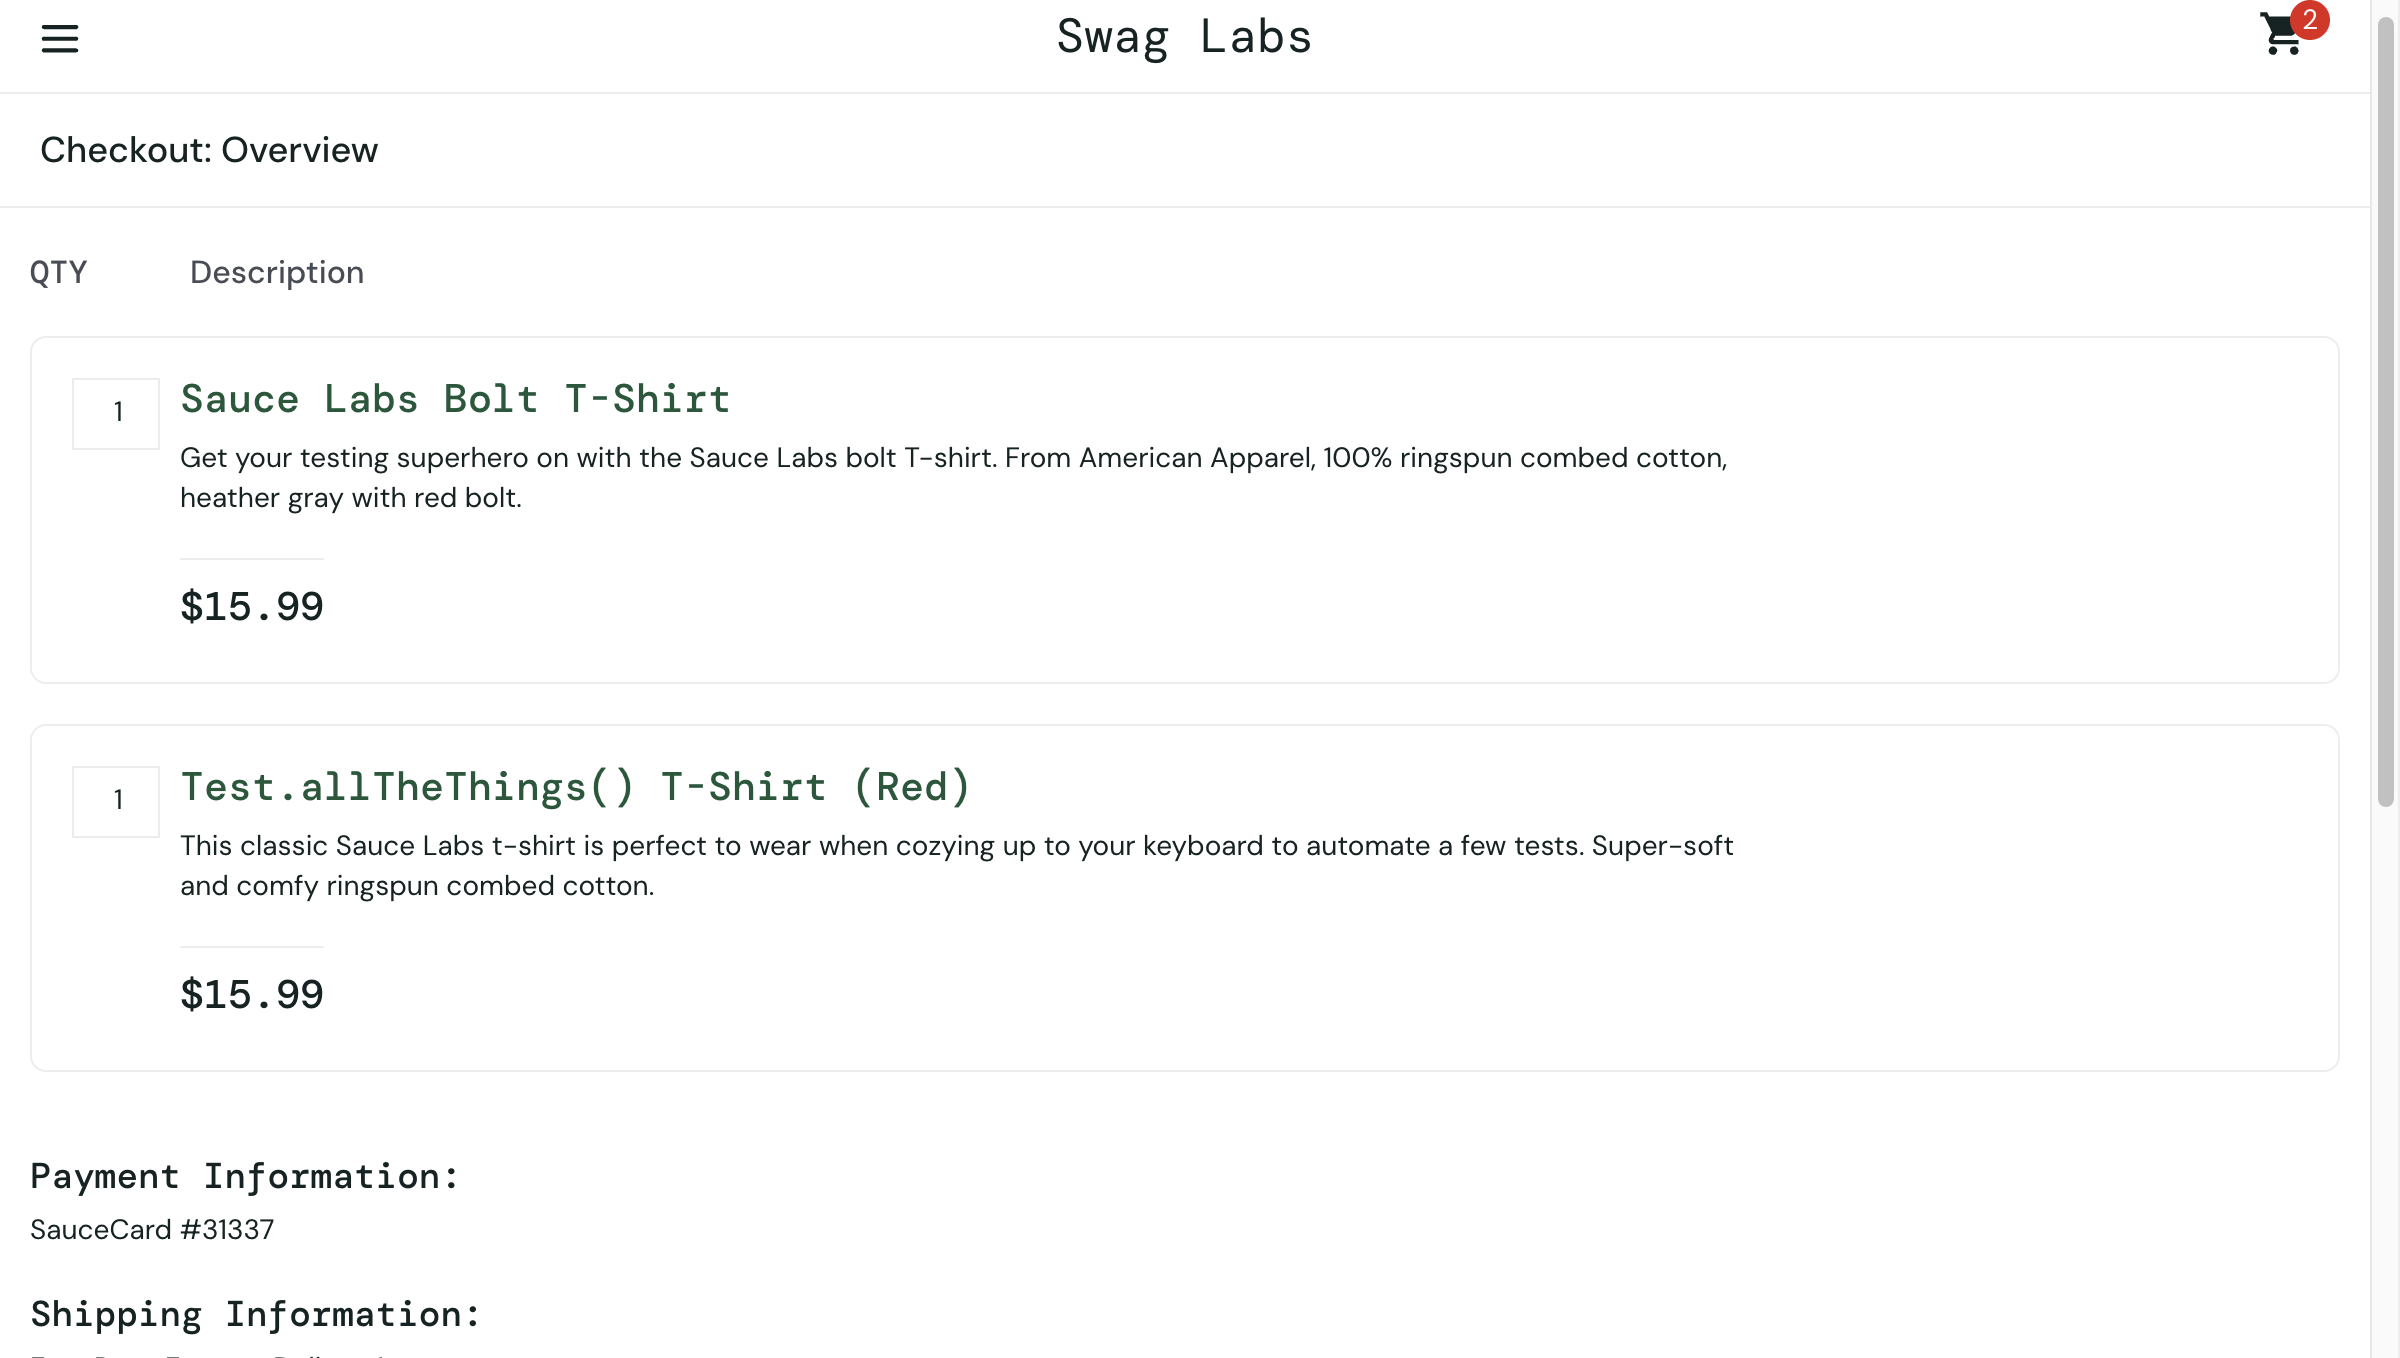 Swag Labs
2
Checkout: Overview
QTY Description
1
Sauce Labs Bolt T-Shirt
Get your testing superhero on with the Sauce Labs bolt T-shirt. From American Apparel, 100% ringspun combed cotton,
heather gray with red bolt.
$15.99
1
Test.allTheThings() T-Shirt (Red)
This classic Sauce Labs t-shirt is perfect to wear when cozying up to your keyboard to automate a few tests. Super-soft
and comfy ringspun combed cotton.
$15.99
Payment Information:
SauceCard #31337
Shipping Information: